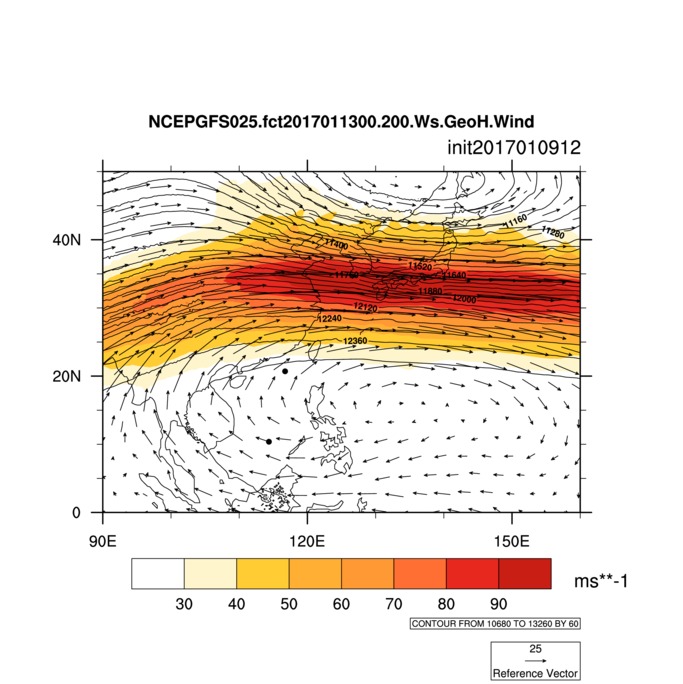 NCEPGFS025.fct2017011300.200.Ws.GeoH.Wind
init2017010912
40N
20N
0
90E 120E 150E
11160
11280
11400
11520
11640
11760
11880
12000
12120
12240
12360
30 40 50 60 70 80 90
ms**-1
CONTOUR FROM 10680 TO 13260 BY 60
25
Reference Vector